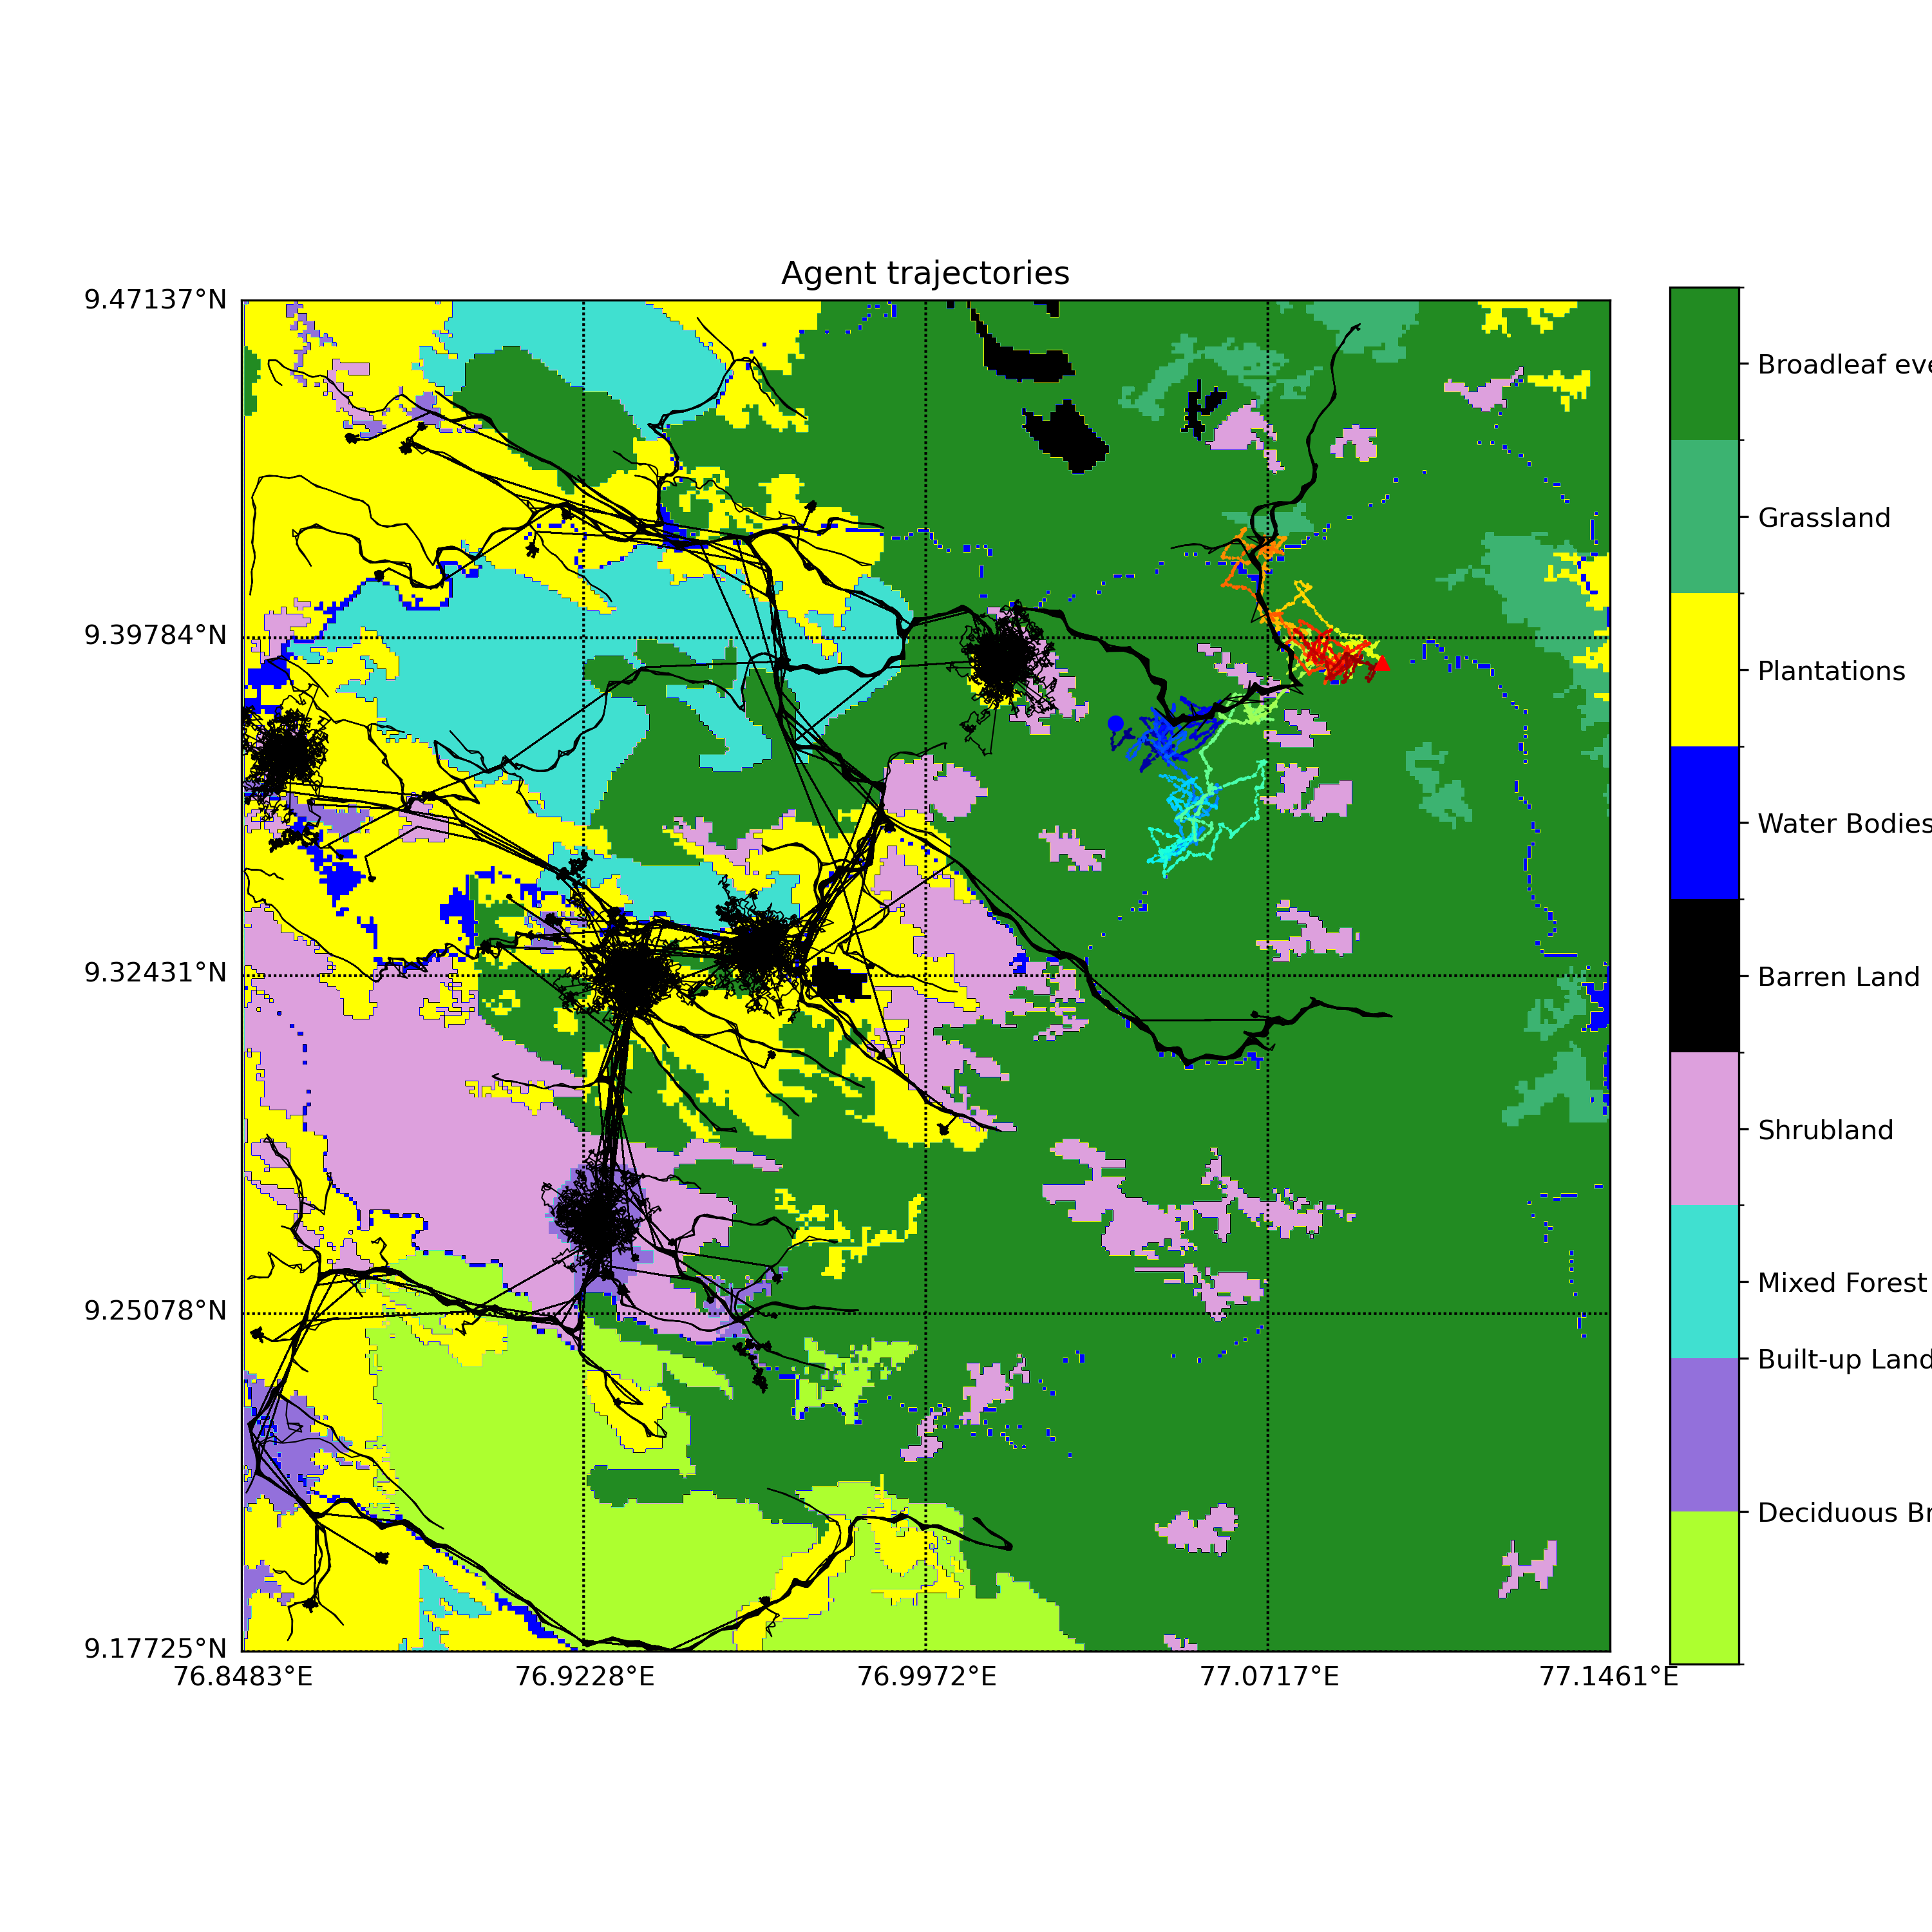 Agent trajectories
9.47137°N
9.39784°N
9.32431°N
9.25078°N
9.17725°N
76.8483°E
76.9228°E
76.9972°E
77.0717°E
77.1461°E
Broadleaf eve
Grassland
Plantations
Water Bodies
Barren Land
Shrubland
Mixed Forest
Built-up Land
Deciduous Br